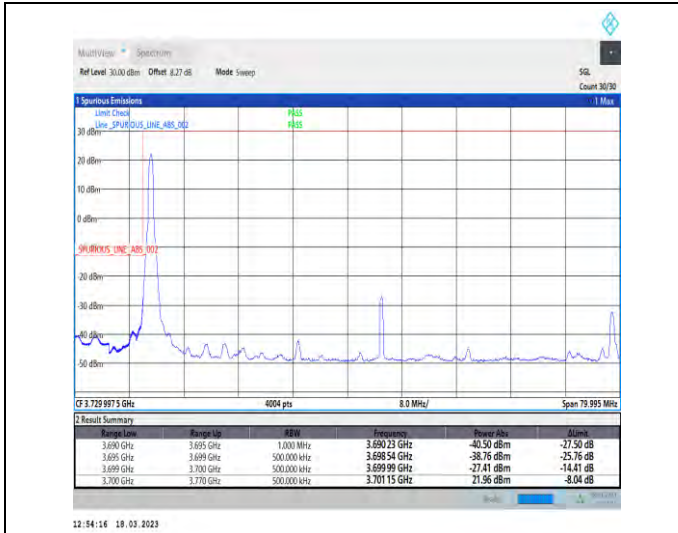 MultiView Spectrum
Ref Level 30.00 dBm Offset 8.27 dB Mode Sweep SGL
Count 30/30
1 Spurious Emissions 1 Max
Limit Check PASS
Line _SPURIOUS_LINE_ABS_002 PASS
30 dBm
20 dBm
10 dBm
0 dBm
_SPURIOUS_LINE_ABS_002
-20 dBm
-30 dBm
-40 dBm
-50 dBm
CF 3.729 997 5 GHz 4004 pts 8.0 MHz/ Span 79.995 MHz
2 Result Summary
Range Low Range Up RBW Frequency Power Abs ΔLimit
3.690 GHz 3.695 GHz 1.000 MHz 3.690 23 GHz -40.50 dBm -27.50 dB
3.695 GHz 3.699 GHz 500.000 kHz 3.698 54 GHz -38.76 dBm -25.76 dB
3.699 GHz 3.700 GHz 500.000 kHz 3.699 99 GHz -27.41 dBm -14.41 dB
3.700 GHz 3.770 GHz 500.000 kHz 3.701 15 GHz 21.96 dBm -8.04 dB
12:54:16 18.03.2023